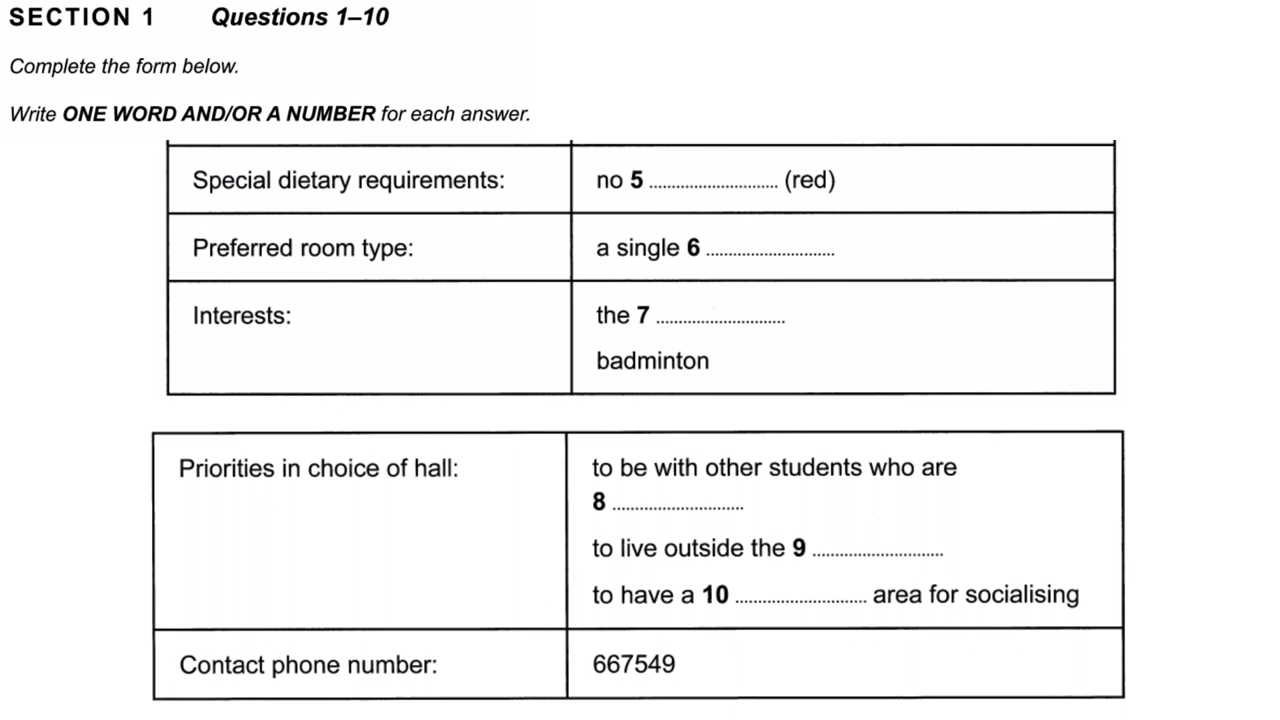 SECTION 1 Questions 1–10
Complete the form below.
Write ONE WORD AND/OR A NUMBER for each answer.
Special dietary requirements: no 5 ............................ (red)
Preferred room type: a single 6 ............................
Interests: the 7 ............................
badminton
Priorities in choice of hall: to be with other students who are
8 ............................
to live outside the 9 ............................
to have a 10 ............................ area for socialising
Contact phone number: 667549